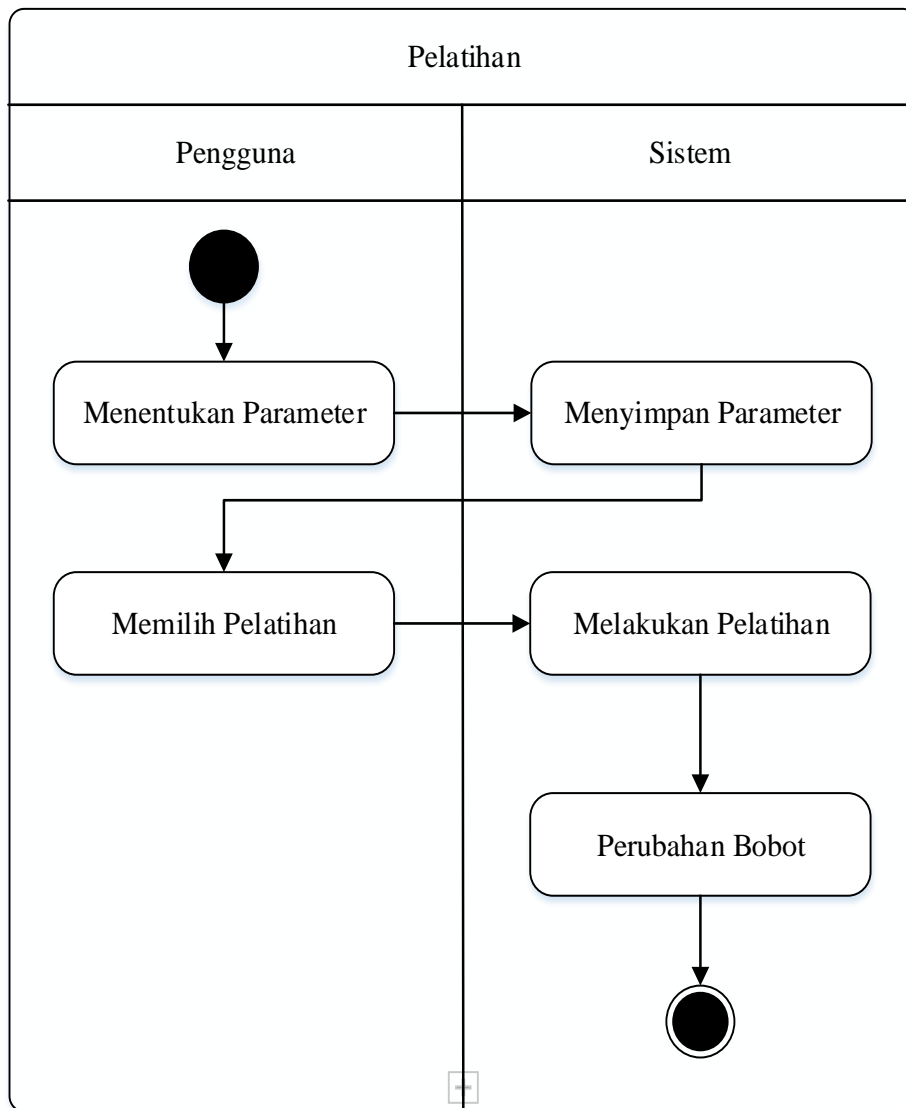 Pelatihan
Pengguna
Sistem
Menentukan Parameter
Menyimpan Parameter
Memilih Pelatihan
Melakukan Pelatihan
Perubahan Bobot